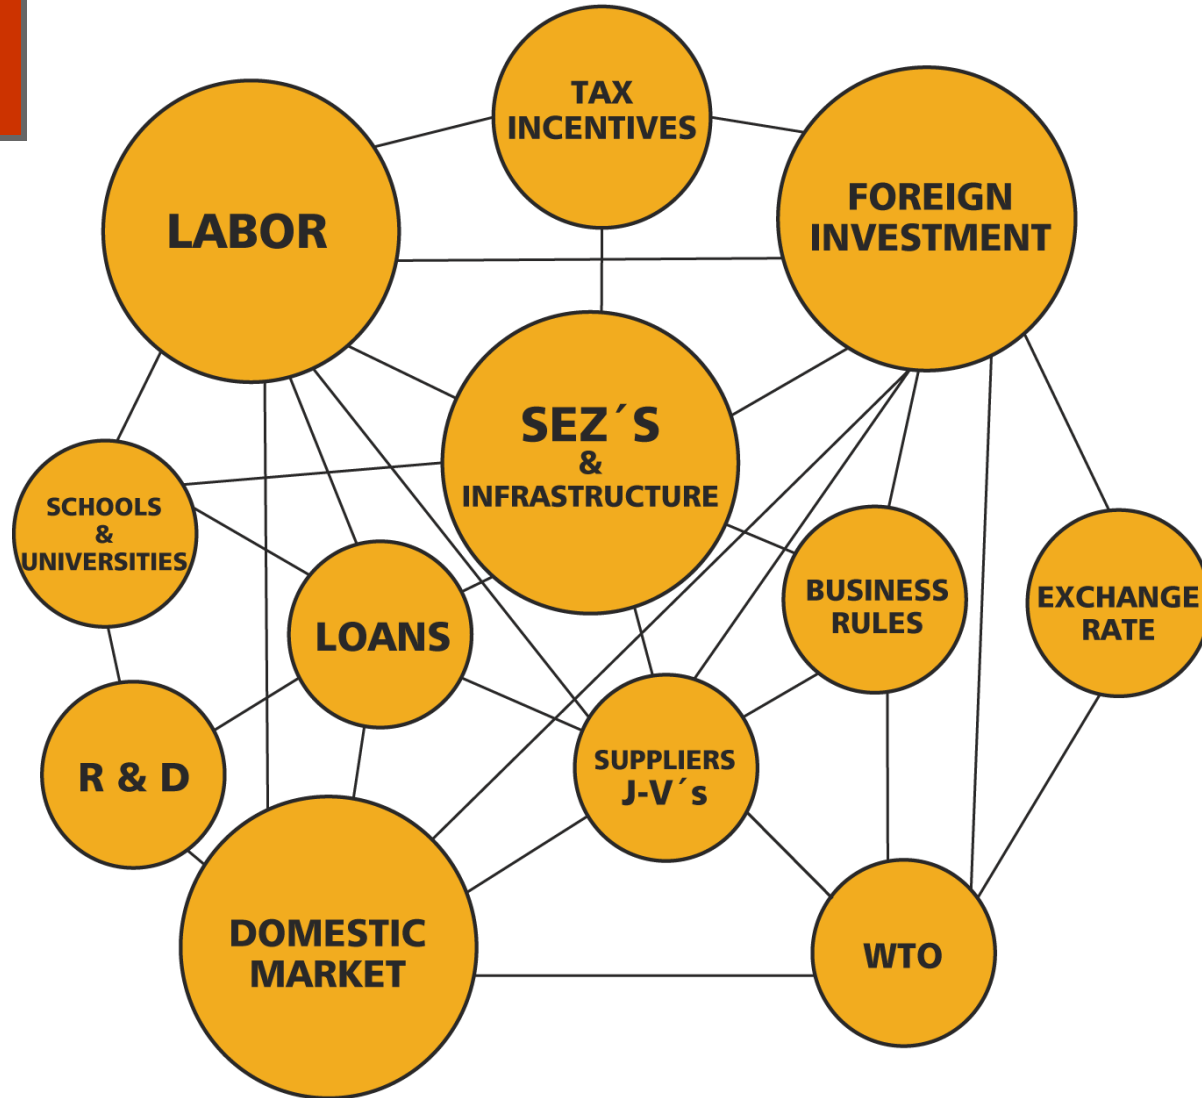 TAX
INCENTIVES
LABOR
FOREIGN
INVESTMENT
SEZ´S
&
INFRASTRUCTURE
SCHOOLS
&
UNIVERSITIES
LOANS
BUSINESS
RULES
EXCHANGE
RATE
R & D
SUPPLIERS
J-V´s
DOMESTIC
MARKET
WTO